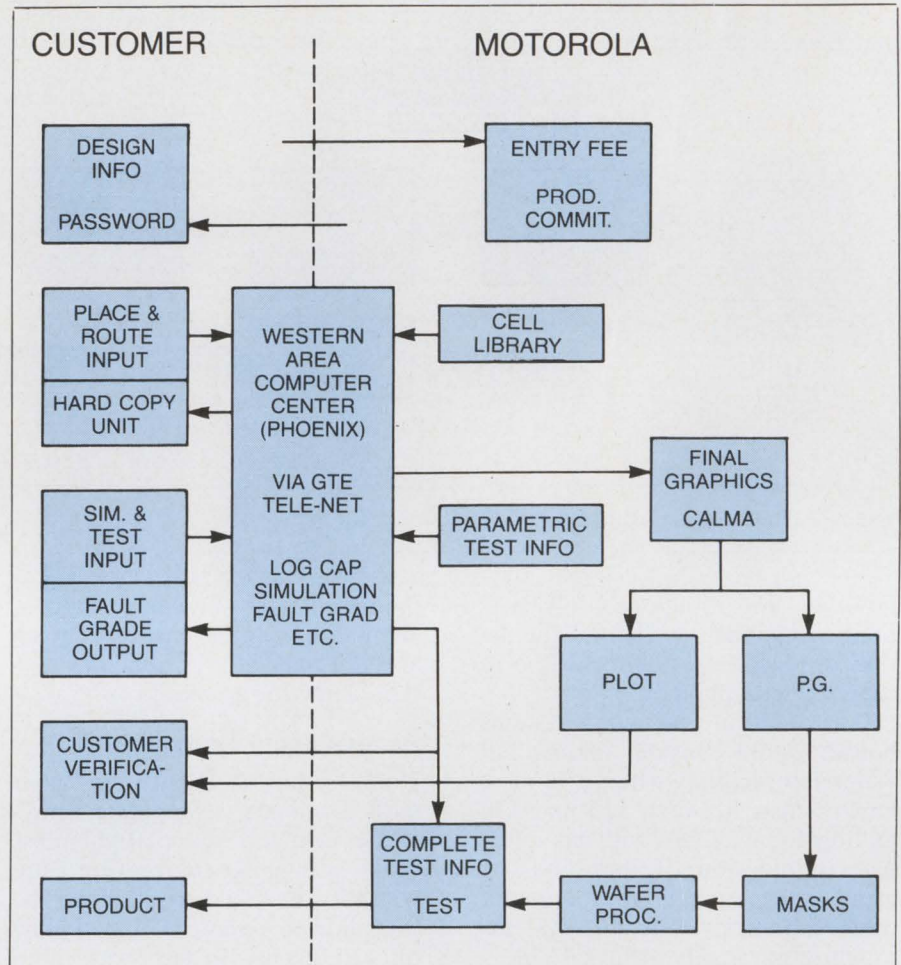 CUSTOMER
MOTOROLA
DESIGN
INFO
PASSWORD
ENTRY FEE
PROD.
COMMIT.
PLACE &
ROUTE
INPUT
HARD COPY
UNIT
WESTERN
AREA
COMPUTER
CENTER
(PHOENIX)
VIA GTE
TELE-NET
LOG CAP
SIMULATION
FAULT GRAD
ETC.
CELL
LIBRARY
SIM. &
TEST
INPUT
FAULT
GRADE
OUTPUT
PARAMETRIC
TEST INFO
FINAL
GRAPHICS
CALMA
PLOT
P.G.
CUSTOMER
VERIFICA-
TION
COMPLETE
TEST INFO
TEST
PRODUCT
WAFER
PROC.
MASKS